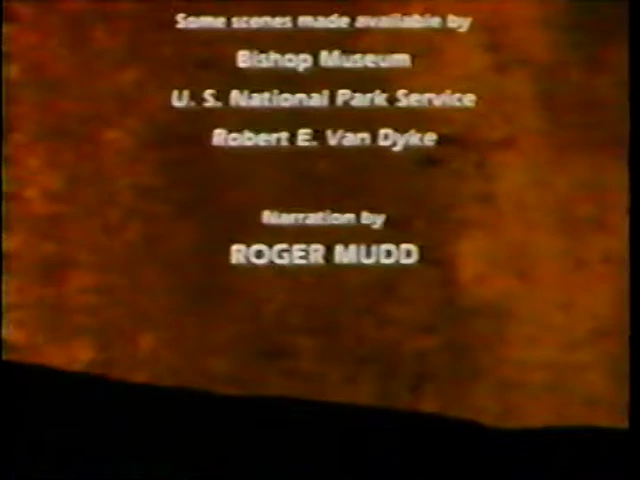 Some scenes made available by
Bishop Museum
U. S. National Park Service
Robert E. Van Dyke
Narration by
ROGER MUDD